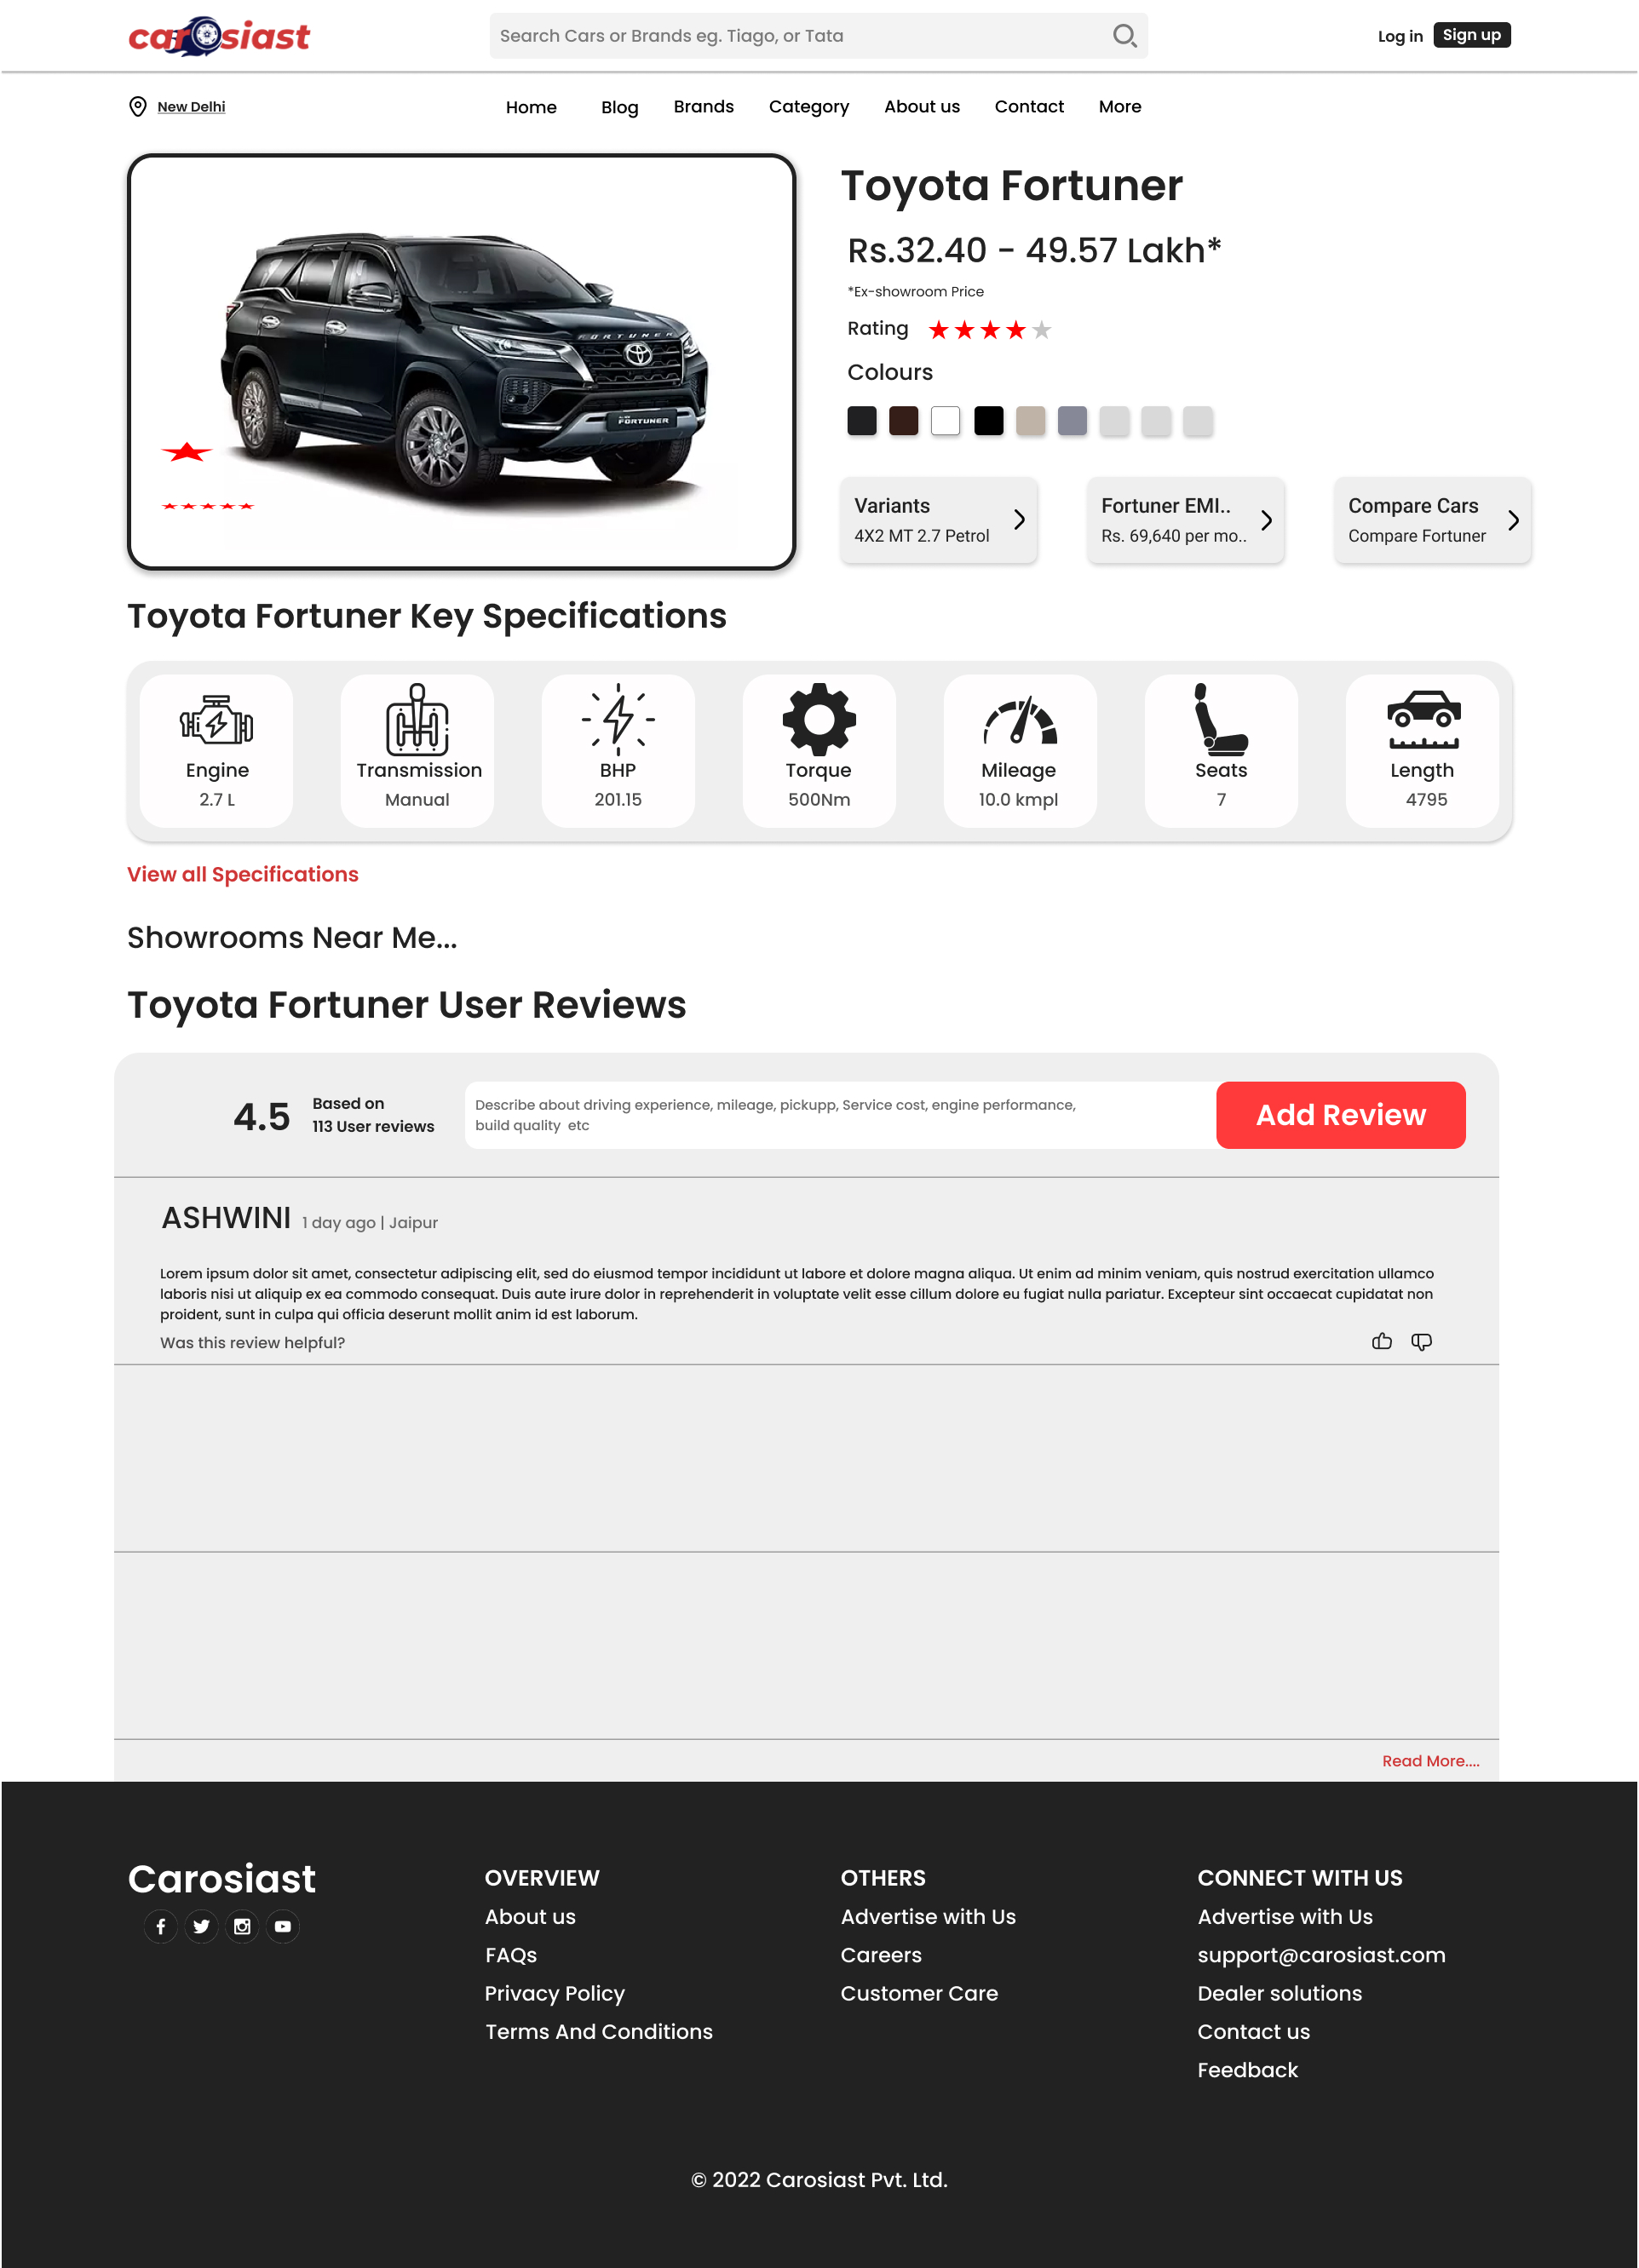 carosiast
Search Cars or Brands eg. Tiago, or Tata
Log in
Sign up
New Delhi
Home
Blog
Brands
Category
About us
Contact
More
FORTUNER
FORTUNER
Toyota Fortuner
Rs.32.40 - 49.57 Lakh*
*Ex-showroom Price
Rating
Colours
Variants
4X2 MT 2.7 Petrol
Fortuner EMI..
Rs. 69,640 per mo..
Compare Cars
Compare Fortuner
Toyota Fortuner Key Specifications
Engine
2.7 L
Transmission
Manual
BHP
201.15
Torque
500Nm
Mileage
10.0 kmpl
Seats
7
Length
4795
View all Specifications
Showrooms Near Me...
Toyota Fortuner User Reviews
4.5
Based on
113 User reviews
Describe about driving experience, mileage, pickupp, Service cost, engine performance,
build quality etc
Add Review
ASHWINI
1 day ago | Jaipur
Lorem ipsum dolor sit amet, consectetur adipiscing elit, sed do eiusmod tempor incididunt ut labore et dolore magna aliqua. Ut enim ad minim veniam, quis nostrud exercitation ullamco
laboris nisi ut aliquip ex ea commodo consequat. Duis aute irure dolor in reprehenderit in voluptate velit esse cillum dolore eu fugiat nulla pariatur. Excepteur sint occaecat cupidatat non
proident, sunt in culpa qui officia deserunt mollit anim id est laborum.
Was this review helpful?
Read More....
Carosiast
OVERVIEW
About us
FAQs
Privacy Policy
Terms And Conditions
OTHERS
Advertise with Us
Careers
Customer Care
CONNECT WITH US
Advertise with Us
support@carosiast.com
Dealer solutions
Contact us
Feedback
© 2022 Carosiast Pvt. Ltd.